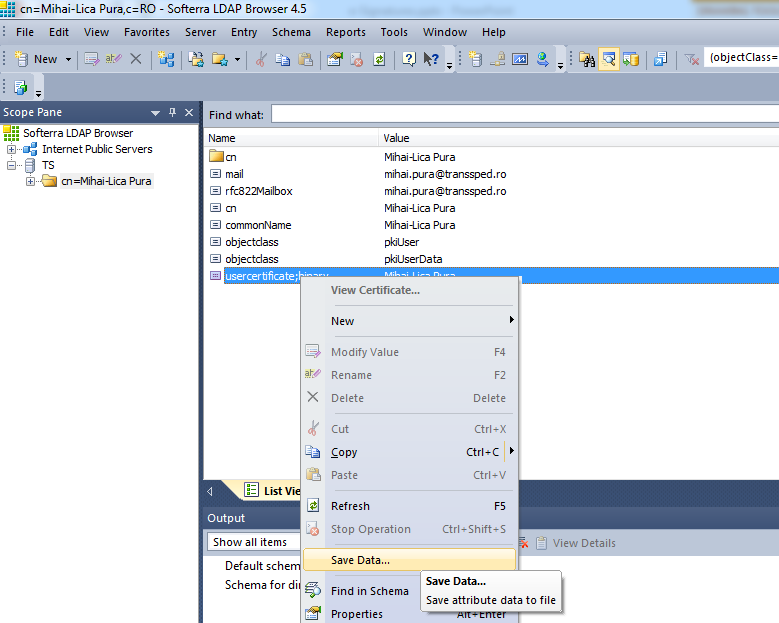 cn=Mihai-Lica Pura,c=RO - Softerra LDAP Browser 4.5
File Edit View Favorites Server Entry Schema Reports Tools Window Help
New
(objectClass=
Scope Pane
Softerra LDAP Browser
Internet Public Servers
TS
cn=Mihai-Lica Pura
Find what:
Name Value
cn Mihai-Lica Pura
mail mihai.pura@transsped.ro
rfc822Mailbox mihai.pura@transsped.ro
cn Mihai-Lica Pura
commonName Mihai-Lica Pura
objectclass pkiUser
objectclass pkiUserData
usercertificate;binary Mihai-Lica Pura
View Certificate...
New
Modify Value F4
Rename F2
Delete Delete
Cut Ctrl+X
Copy Ctrl+C
Paste Ctrl+V
Refresh F5
Stop Operation Ctrl+Shift+S
Save Data...
Find in Schema
Properties Alt+Enter
List Vie
Output
Show all items
View Details
Default schem
Schema for di
Save Data...
Save attribute data to file